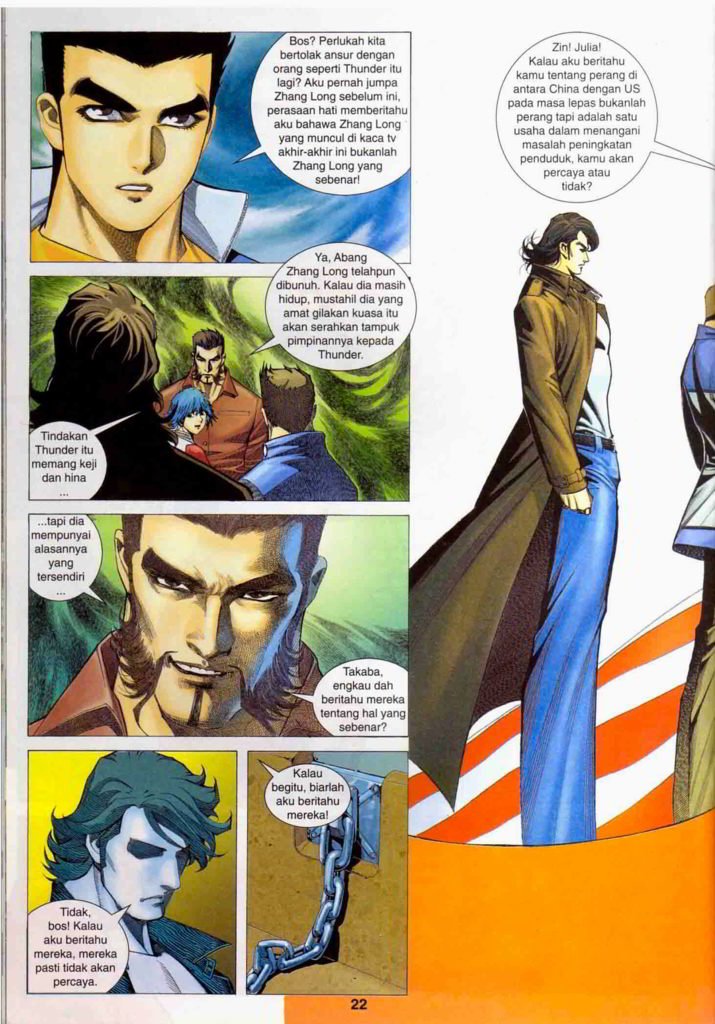 Bos? Perlukah kita
bertolak ansur dengan
orang seperti Thunder itu
lagi? Aku pernah jumpa
Zhang Long sebelum ini,
perasaan hati memberitahu
aku bahawa Zhang Long
yang muncul di kaca tv
akhir-akhir ini bukanlah
Zhang Long yang
sebenar!
Ya, Abang
Zhang Long telahpun
dibunuh. Kalau dia masih
hidup, mustahil dia yang
amat gilakan kuasa itu
akan serahkan tampuk
pimpinannya kepada
Thunder.
Tindakan
Thunder itu
memang keji
dan hina
...
...tapi dia
mempunyai
alasannya
yang
tersendiri
...
Takaba,
engkau dah
beritahu mereka
tentang hal yang
sebenar?
Tidak,
bos! Kalau
aku beritahu
mereka, mereka
pasti tidak akan
percaya.
Kalau
begitu, biarlah
aku beritahu
mereka!
Zin! Julia!
Kalau aku beritahu
kamu tentang perang di
antara China dengan US
pada masa lepas bukanlah
perang tapi adalah satu
usaha dalam menangani
masalah peningkatan
penduduk, kamu akan
percaya atau
tidak?
22